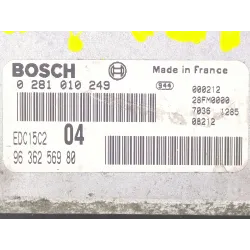 BOSCH Made in France
0 281 010 249 944 000212
28FM0000
EDC15C2 04 7036 1285
08212
96 362 569 80